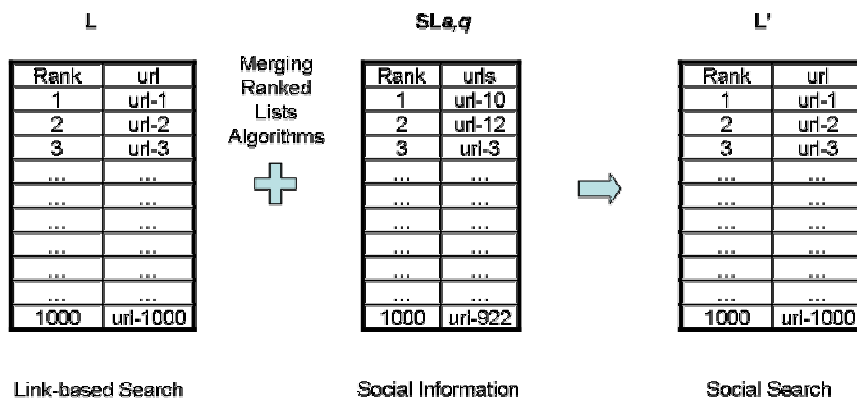 L SLa,q L'
Merging Ranked Lists Algorithms
Rank url
1 url-1
2 url-2
3 url-3
... ...
... ...
... ...
... ...
... ...
... ...
1000 url-1000
Rank urls
1 url-10
2 url-12
3 url-3
... ...
... ...
... ...
... ...
... ...
... ...
1000 url-922
Rank url
1 url-1
2 url-2
3 url-3
... ...
... ...
... ...
... ...
... ...
... ...
1000 url-1000
Link-based Search Social Information Social Search